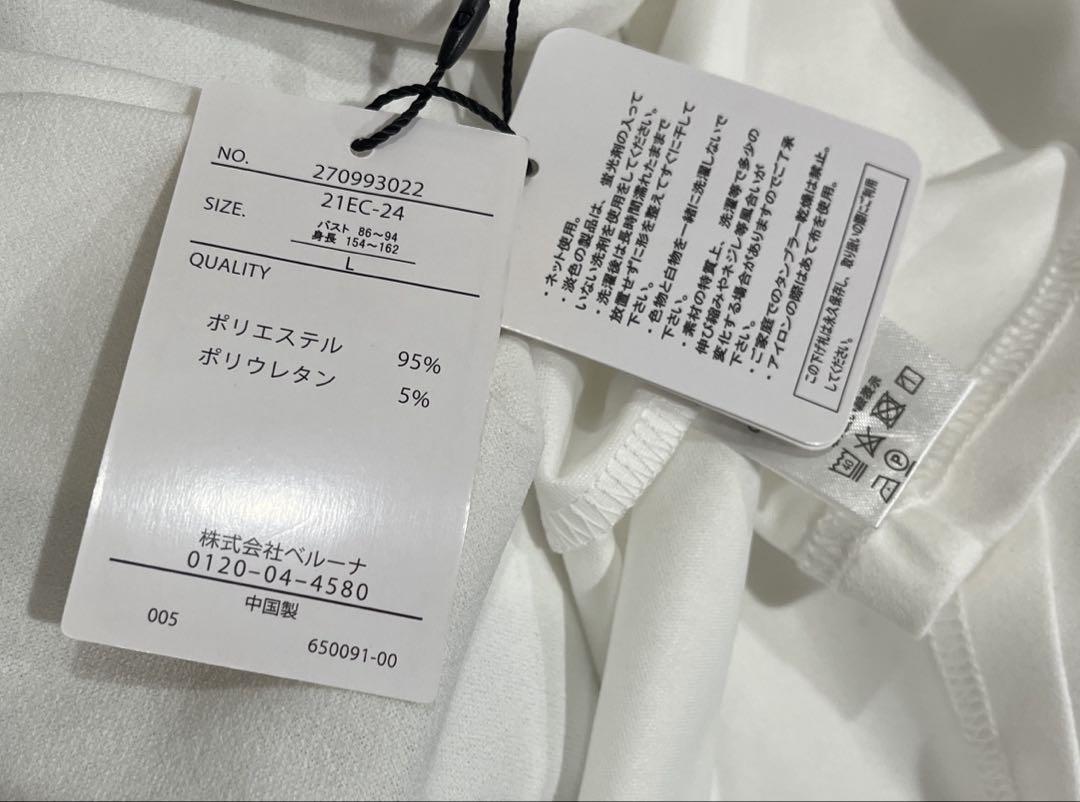 NO. 270993022
21EC-24
SIZE.
バスト 86〜94
身長 154〜162
L
QUALITY
ポリエステル 95%
ポリウレタン 5%
株式会社ベルーナ
0120-04-4580
中国製
005
650091-00
・ネット使用。
・淡色の製品は、蛍光剤の入って
いない洗剤を使用をしてください。
・洗濯後は長時間濡れたままで
放置せずに形を整えてすぐに干して
下さい。
・色物と白物を一緒に洗濯しないで
下さい。
・素材の特質上、洗濯等で多少の
伸び縮みやネジレ等風合いが
変化する場合がありますのでご了承
下さい。
・ご家庭でのタンブラー乾燥は禁止。
・アイロンの際はあて布を使用。
この下げ札は永久保存し、取り扱いの際にご利用
してください。
40
P